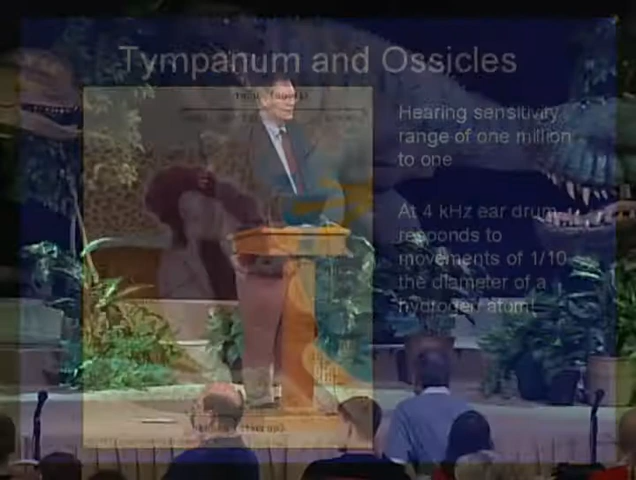 Tympanum and Ossicles
Hearing sensitivity
range of one million
to one
At 4 kHz ear drum
responds to
movements of 1/10
the diameter of a
hydrogen atom!